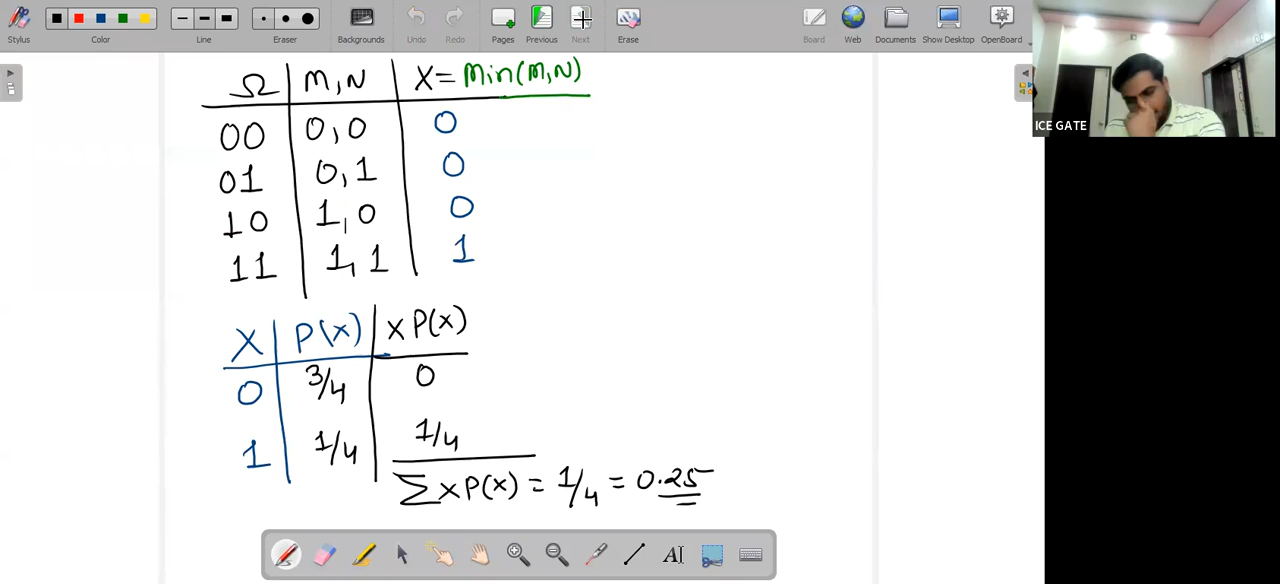 Stylus Color Line Eraser Backgrounds Undo Redo Pages Previous Next Erase Board Web Documents Show Desktop OpenBoard
ICE GATE
Ω M,N X= Min(M,N)
00 0,0 0
01 0,1 0
10 1,0 0
11 1,1 1
X P(x) xP(x)
0 3/4 0
1 1/4 1/4
∑xP(x) = 1/4 = 0.25